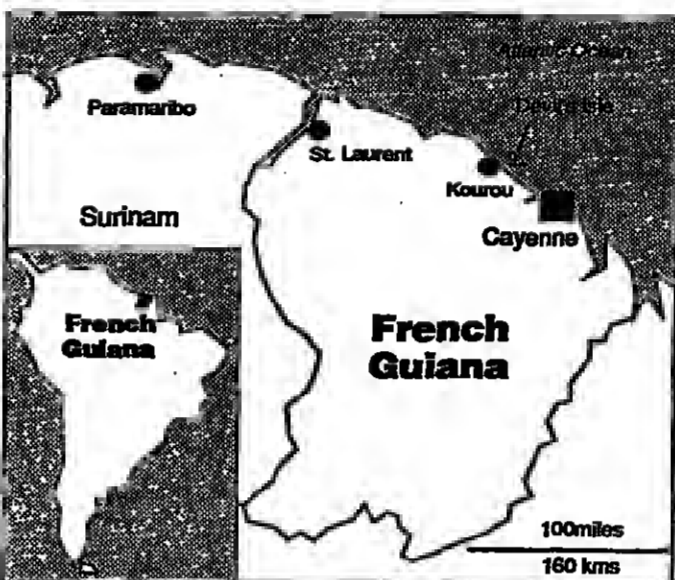 Atlantic Ocean
Devil's Isle
Paramaribo
St. Laurent
Kourou
Surinam
Cayenne
French
Guiana
French
Guiana
100miles
160 kms